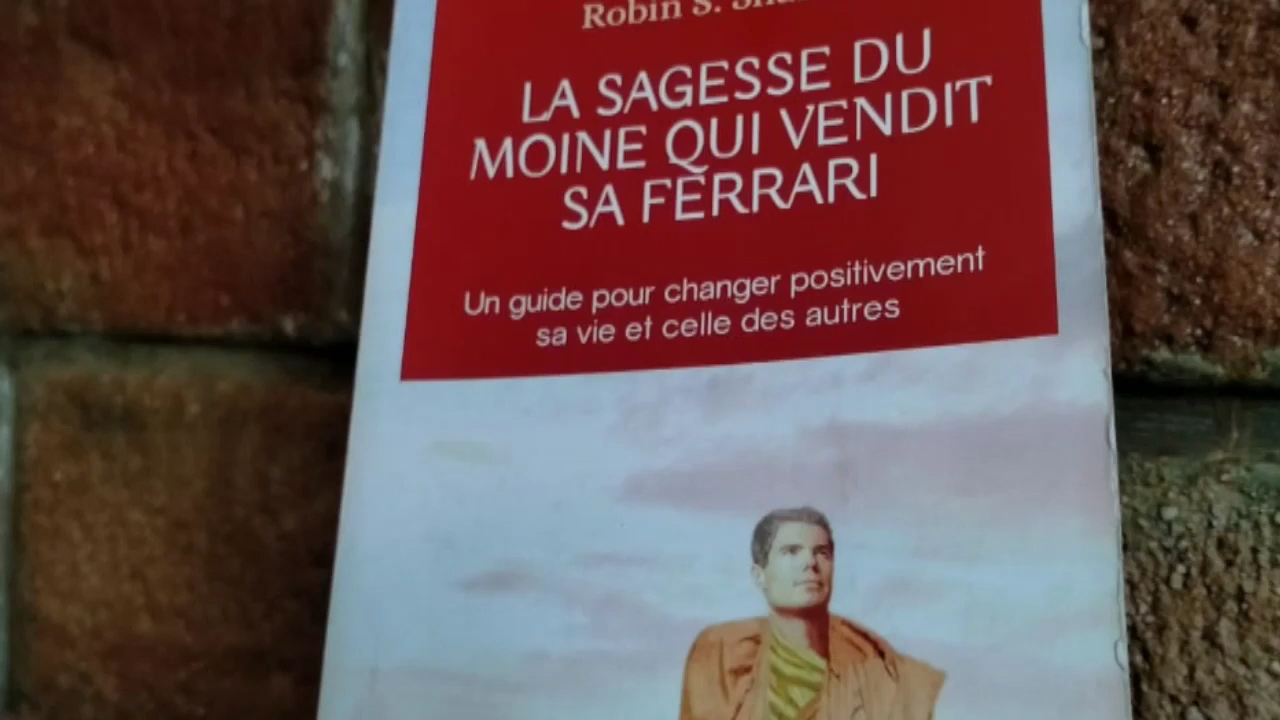 Robin S.
LA SAGESSE DU
MOINE QUI VENDIT
SA FERRARI
Un guide pour changer positivement
sa vie et celle des autres